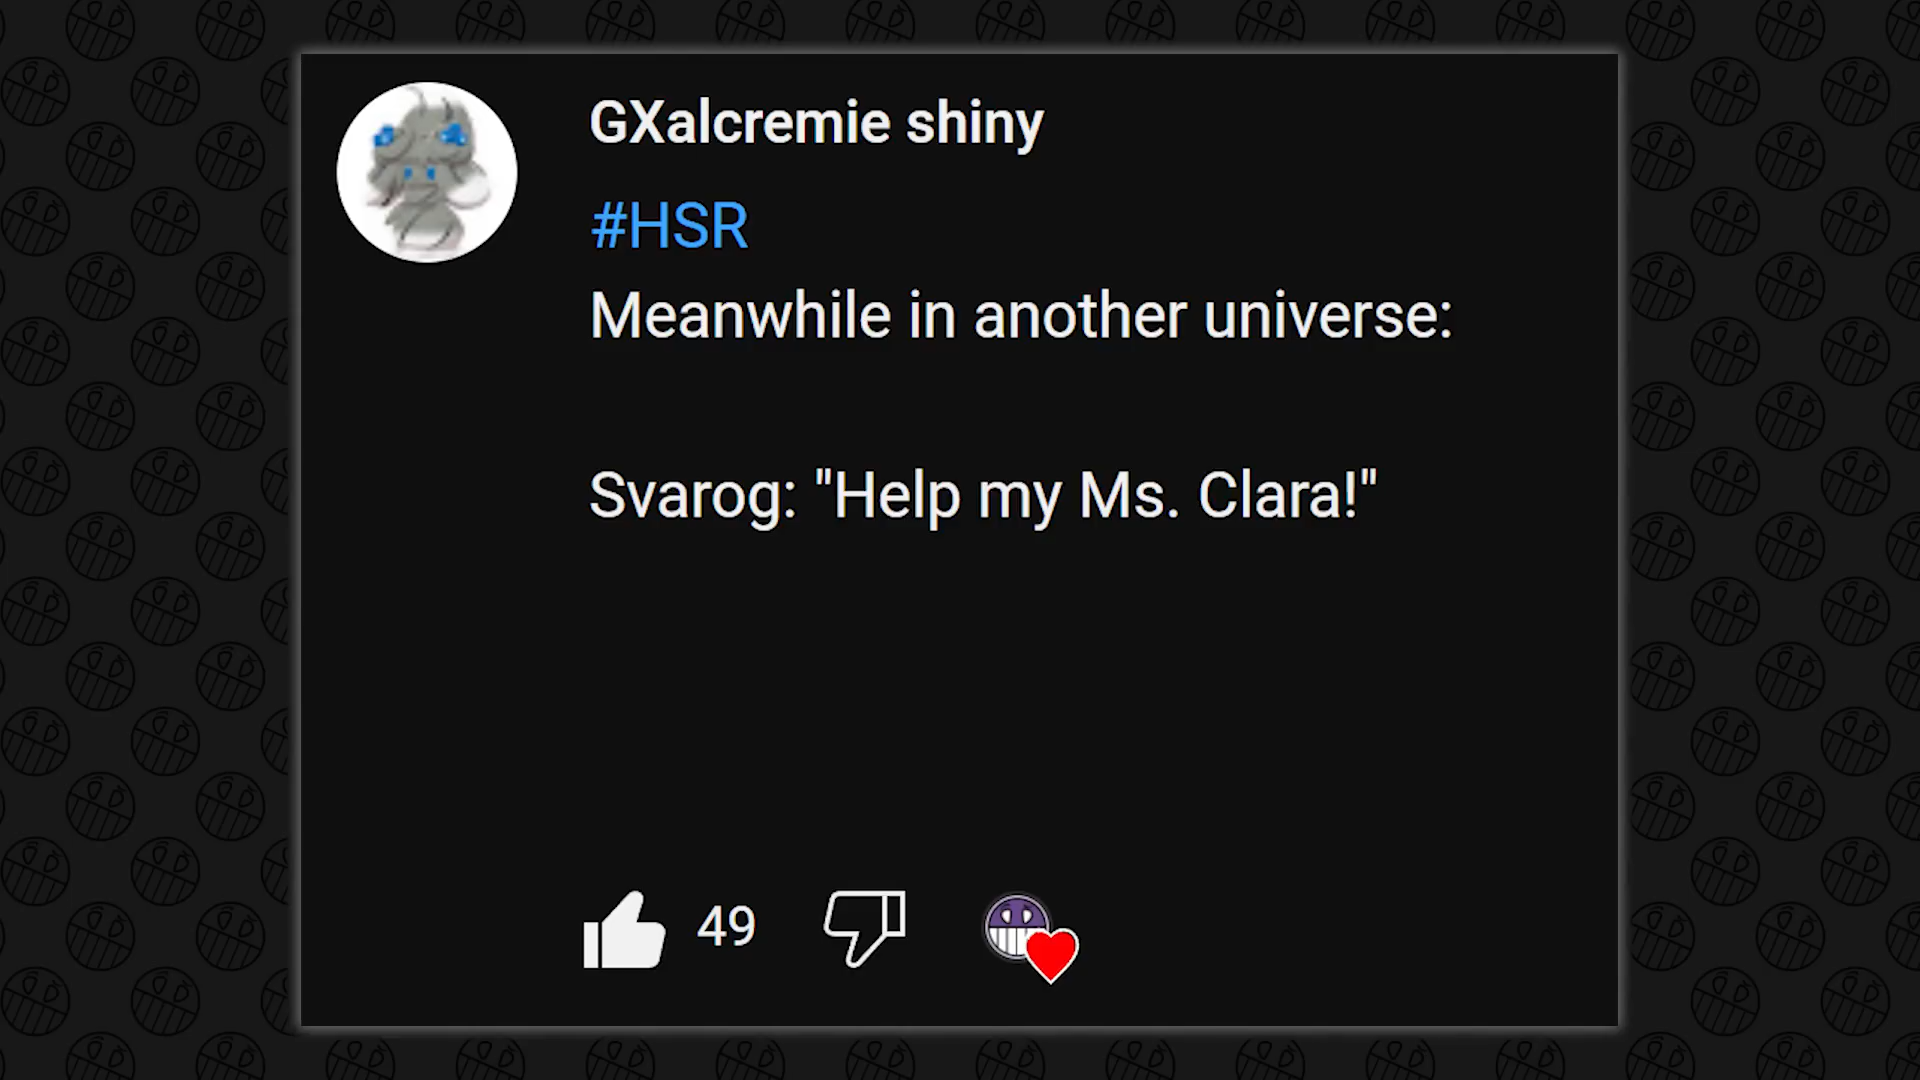 GXalcremie shiny
#HSR
Meanwhile in another universe:
Svarog: "Help my Ms. Clara!"
49